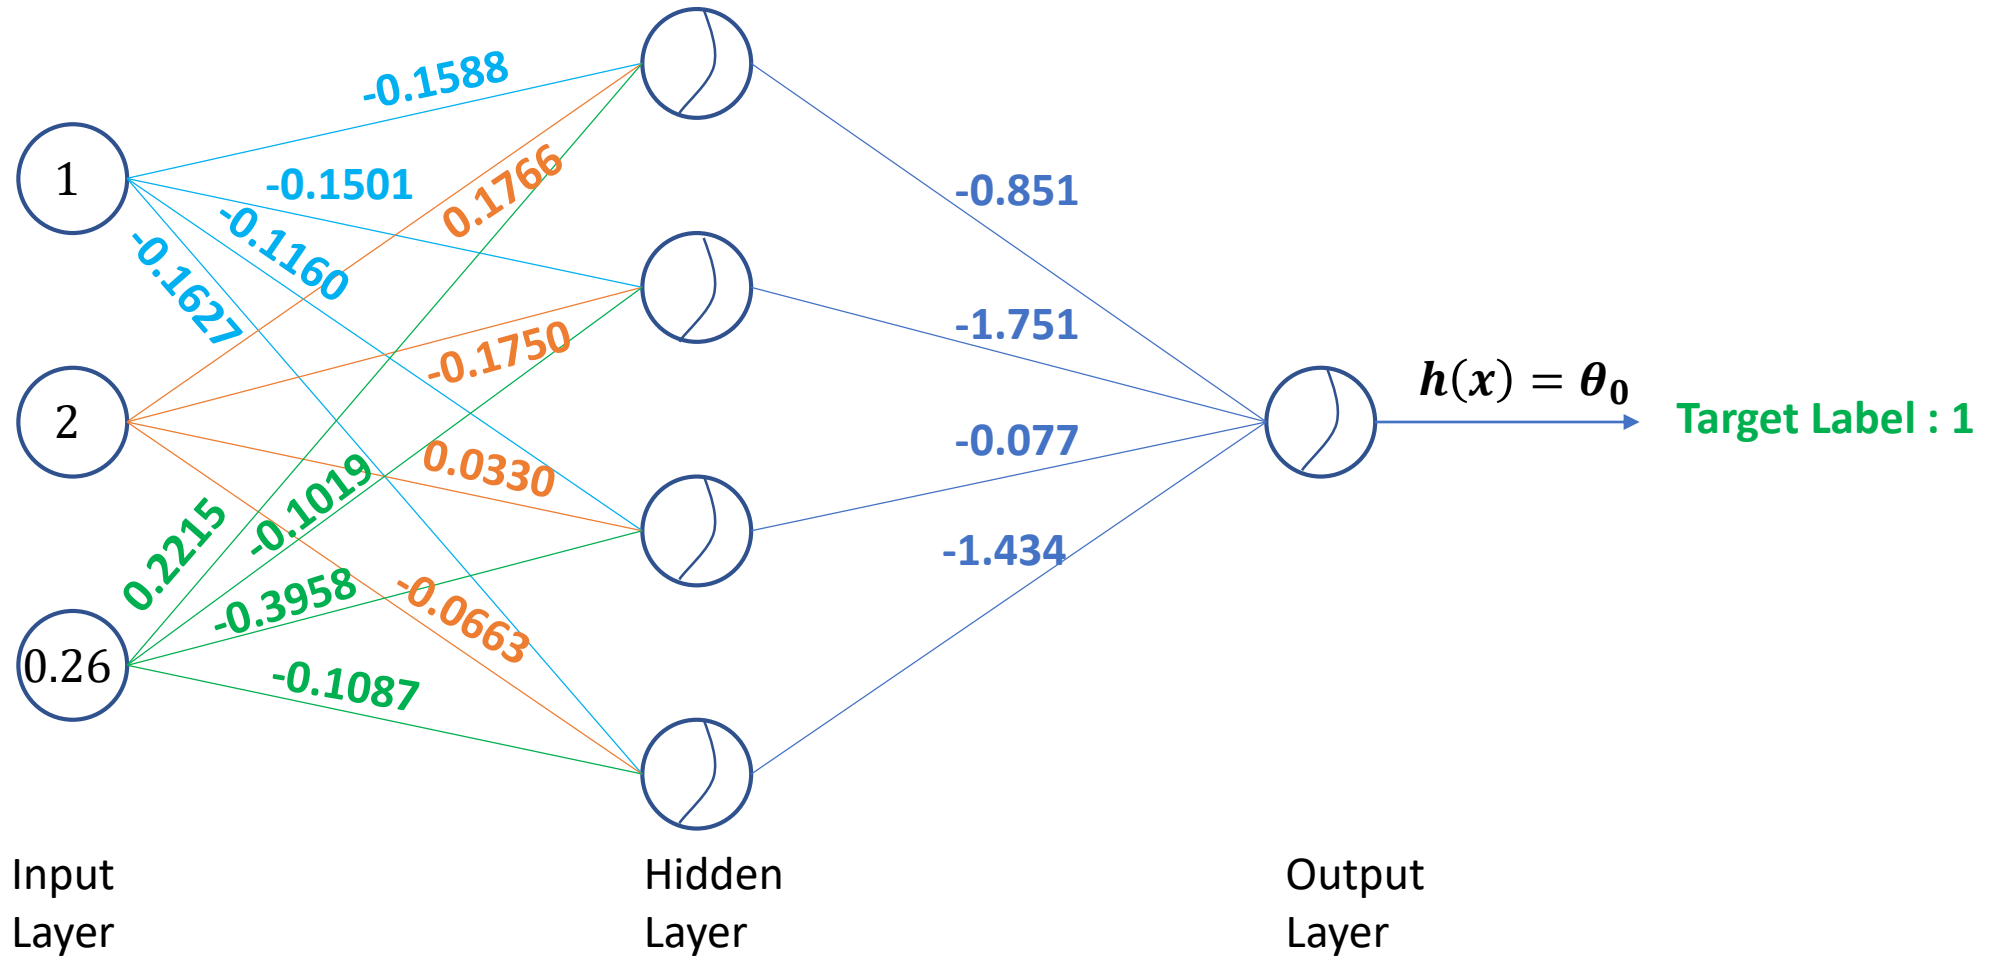 -0.1588
1
-0.1501
0.1766
-0.851
-0.1160
-0.1627
-1.751
-0.1750
h(x) = θ₀
2
Target Label : 1
-0.077
0.0330
-0.1019
0.2215
-1.434
-0.3958
-0.0663
0.26
-0.1087
Input
Layer
Hidden
Layer
Output
Layer